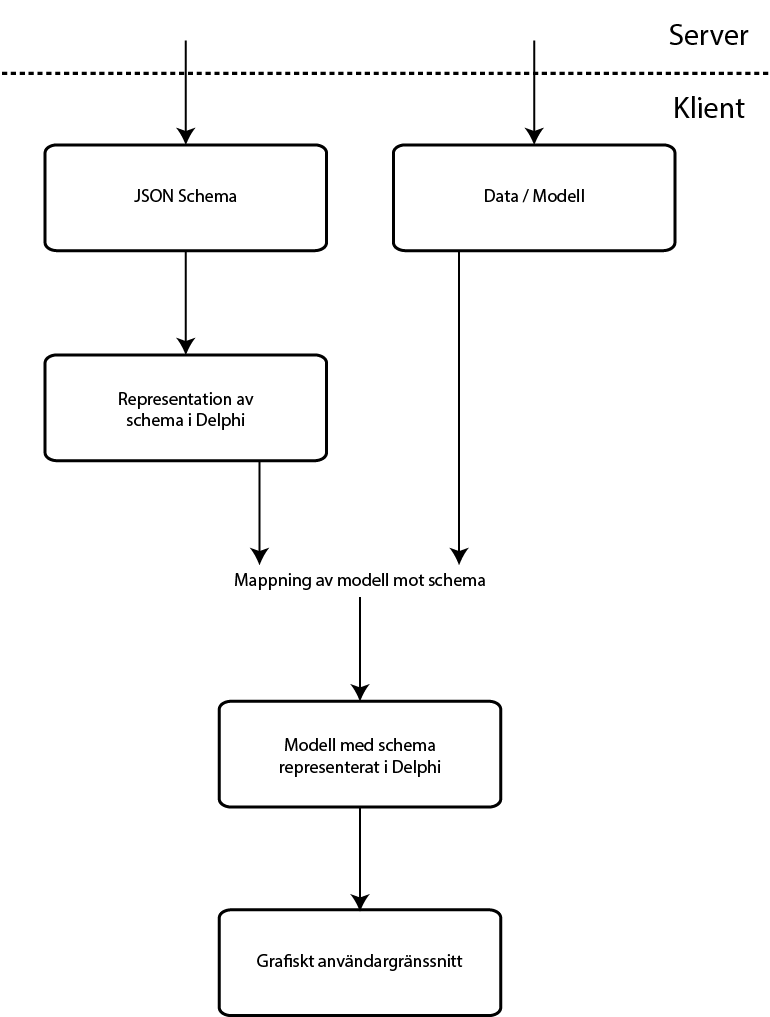 Server
Klient
JSON Schema
Data / Modell
Representation av
schema i Delphi
Mappning av modell mot schema
Modell med schema
representerat i Delphi
Grafiskt användargränssnitt